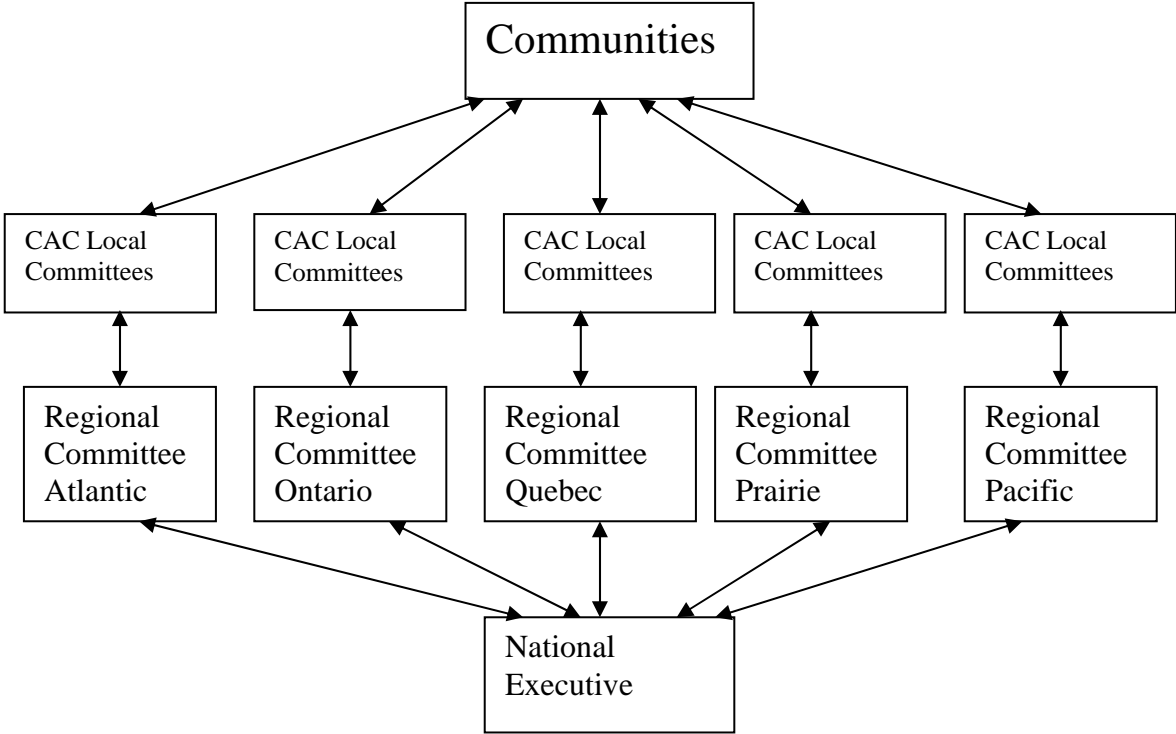 Communities
CAC Local
Committees
CAC Local
Committees
CAC Local
Committees
CAC Local
Committees
CAC Local
Committees
Regional
Committee
Atlantic
Regional
Committee
Ontario
Regional
Committee
Quebec
Regional
Committee
Prairie
Regional
Committee
Pacific
National
Executive